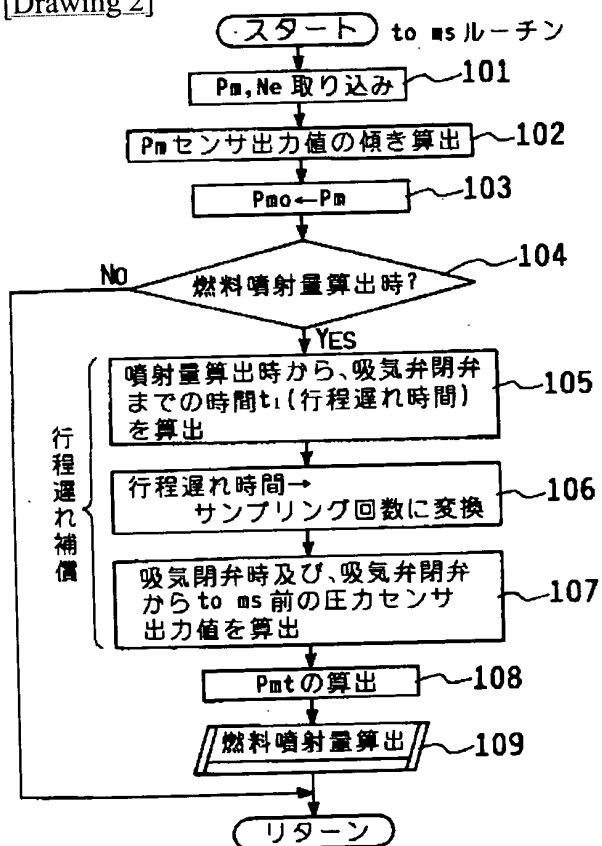 [Drawing 2]
スタート to msルーチン
Pm,Ne取り込み 101
Pmセンサ出力値の傾き算出 102
Pmo←Pm 103
104
NO 燃料噴射量算出時?
YES
噴射量算出時から、吸気弁閉弁
までの時間t₁(行程遅れ時間)
を算出
105
行程遅れ補償
行程遅れ時間→
サンプリング回数に変換
106
吸気閉弁時及び、吸気弁閉弁
からto ms前の圧力センサ
出力値を算出
107
Pmtの算出 108
燃料噴射量算出 109
リターン